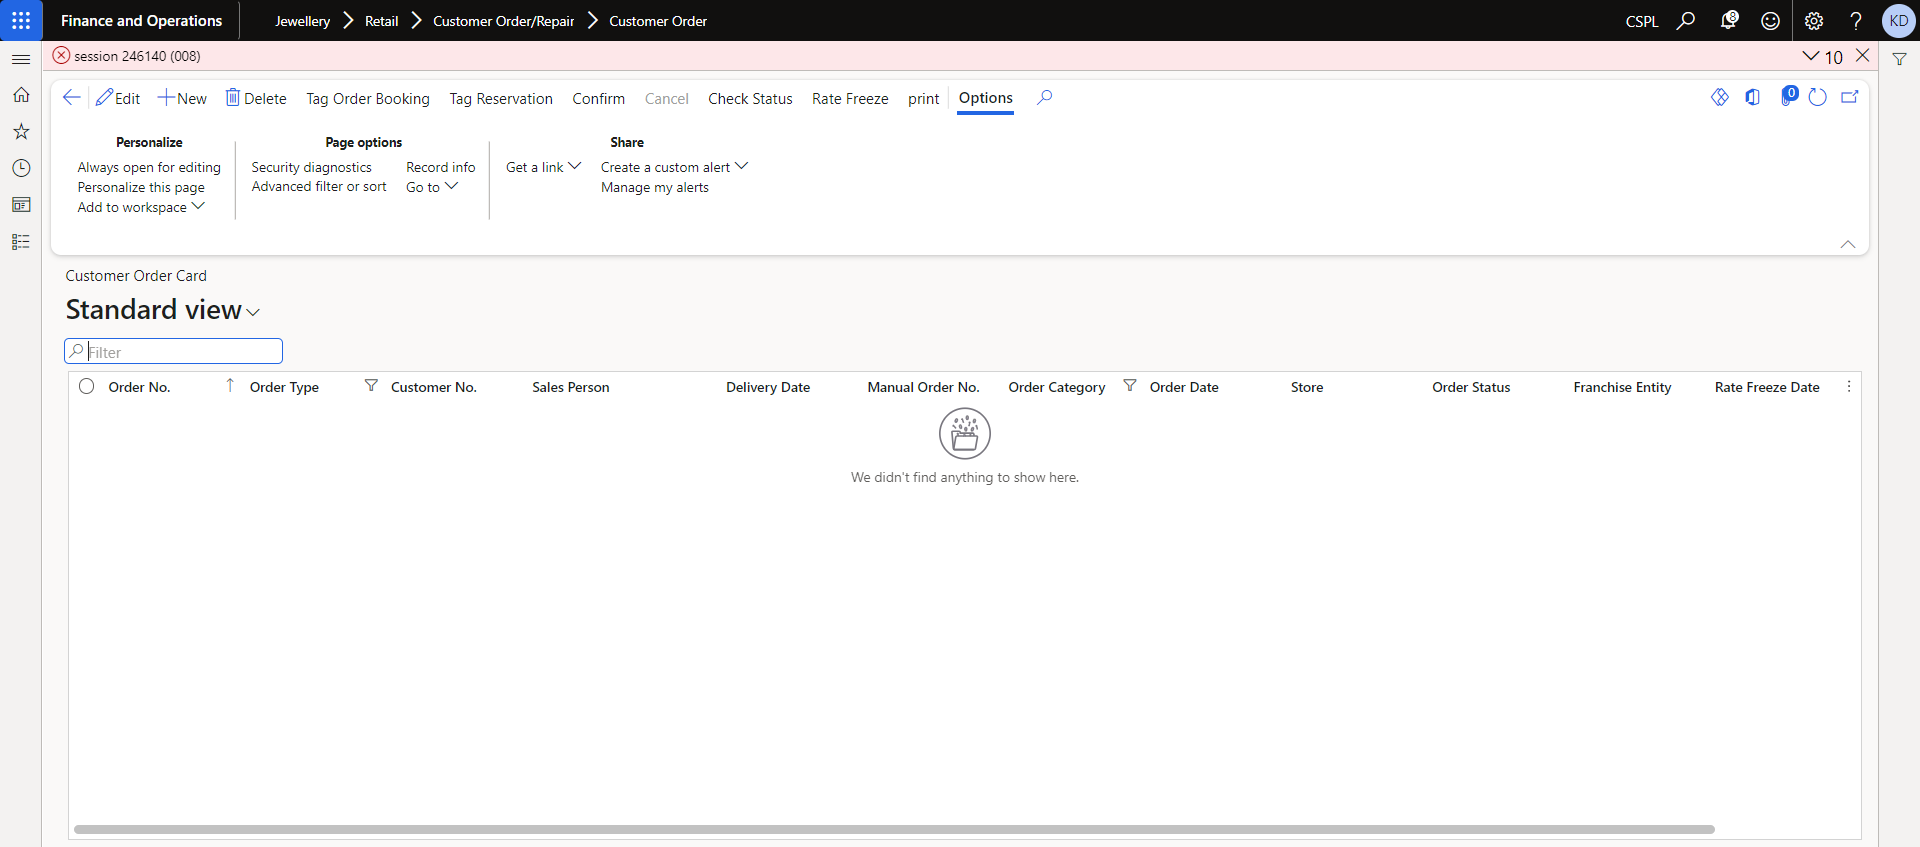 Finance and Operations Jewellery Retail Customer Order/Repair Customer Order CSPL 8 ? KD
session 246140 (008) 10
Edit New Delete Tag Order Booking Tag Reservation Confirm Cancel Check Status Rate Freeze print Options 0
Personalize Page options Share
Always open for editing Security diagnostics Record info Get a link Create a custom alert
Personalize this page Advanced filter or sort Go to Manage my alerts
Add to workspace
Customer Order Card
Standard view
Filter
Order No. Order Type Customer No. Sales Person Delivery Date Manual Order No. Order Category Order Date Store Order Status Franchise Entity Rate Freeze Date
We didn't find anything to show here.